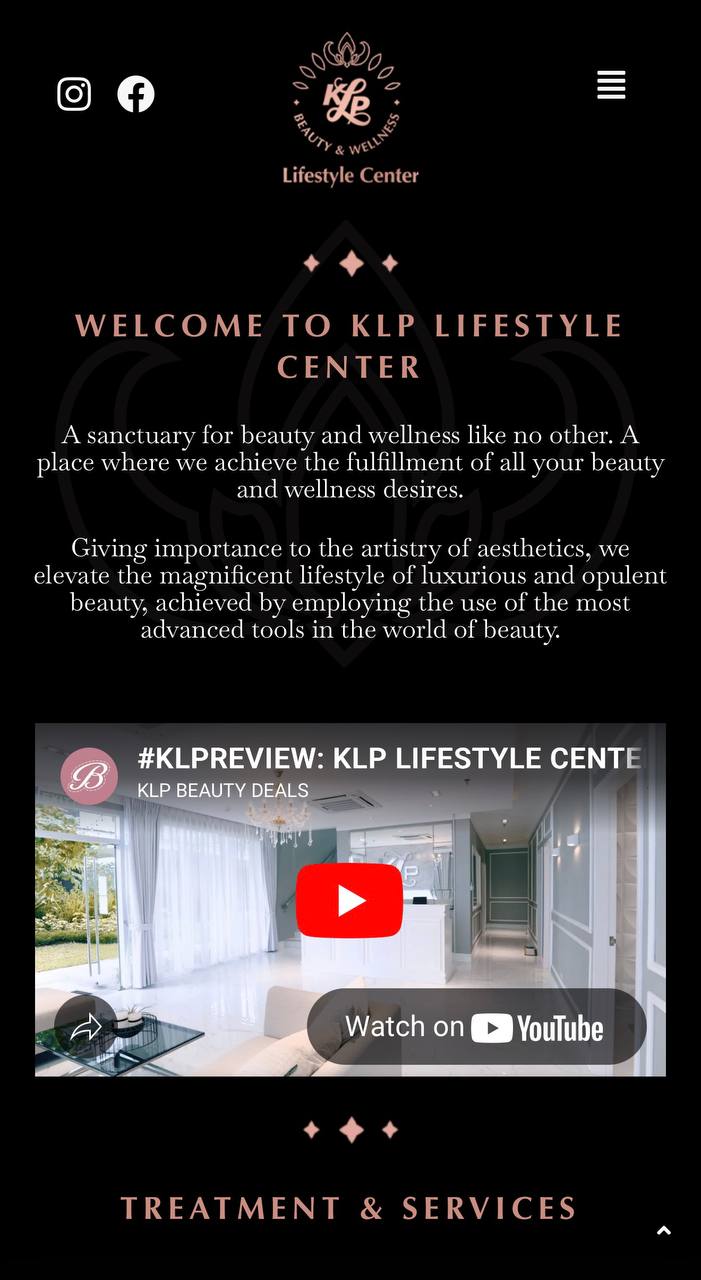 KLP
BEAUTY & WELLNESS
Lifestyle Center
WELCOME TO KLP LIFESTYLE
CENTER
A sanctuary for beauty and wellness like no other. A
place where we achieve the fulfillment of all your beauty
and wellness desires.
Giving importance to the artistry of aesthetics, we
elevate the magnificent lifestyle of luxurious and opulent
beauty, achieved by employing the use of the most
advanced tools in the world of beauty.
B
#KLPREVIEW: KLP LIFESTYLE CENTE
KLP BEAUTY DEALS
KLP
Watch on YouTube
TREATMENT & SERVICES